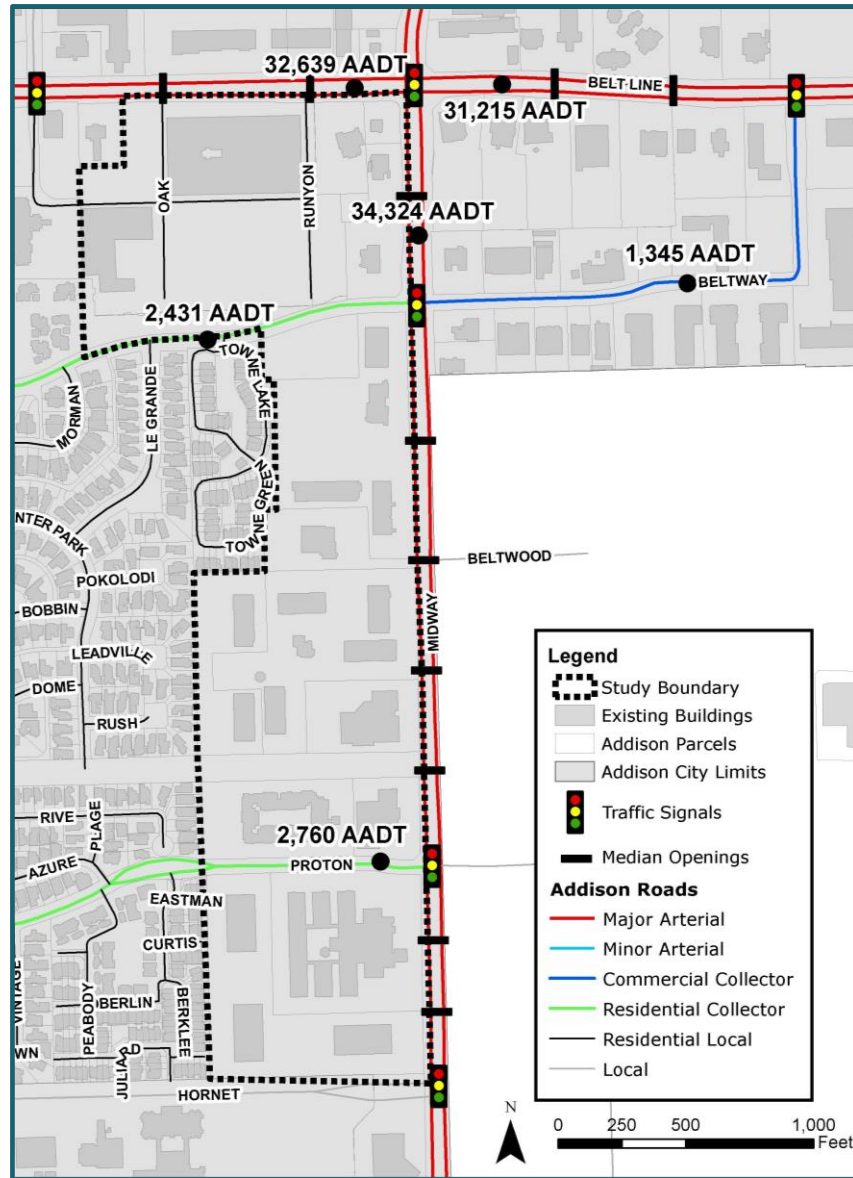 32,639 AADT
BELT LINE
31,215 AADT
OAK
RUNYON
34,324 AADT
1,345 AADT
BELTWAY
2,431 AADT
TOWNE LAKE
MORMAN
LE GRANDE
TOWNE GREEN
NTER PARK
BELTWOOD
POKOLODI
BOBBIN
MIDWAY
LEADVILLE
DOME
RUSH
Legend
Study Boundary
Existing Buildings
Addison Parcels
Addison City Limits
Traffic Signals
Median Openings
Addison Roads
Major Arterial
Minor Arterial
Commercial Collector
Residential Collector
Residential Local
Local
RIVE
PLAGE
2,760 AADT
AZURE
PROTON
EASTMAN
CURTIS
VINTAGE
PEABODY
BERLIN
BERKLEE
WN
HORNET
N
0 250 500 1,000
Feet